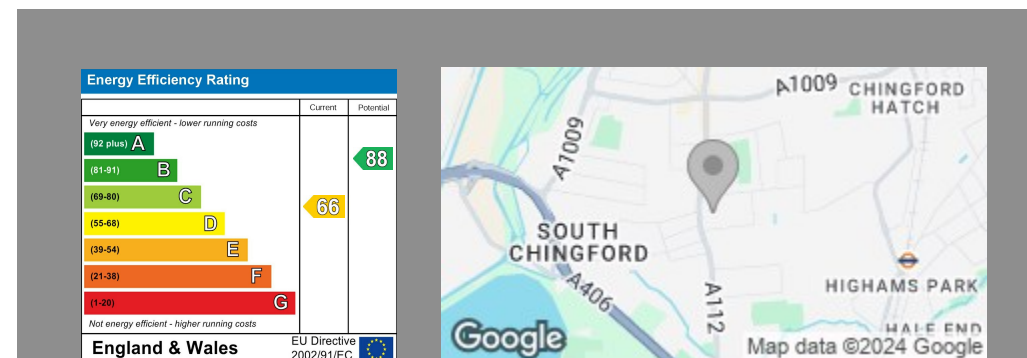 Energy Efficiency Rating
Current Potential
Very energy efficient - lower running costs
(92 plus) A
(81-91) B
(69-80) C
(55-68) D
(39-54) E
(21-38) F
(1-20) G
88
66
Not energy efficient - higher running costs
England & Wales
EU Directive
2002/91/EC
A1009
CHINGFORD
HATCH
A1009
SOUTH
CHINGFORD
A406
A112
HIGHAMS PARK
HALE END
Google
Map data ©2024 Google